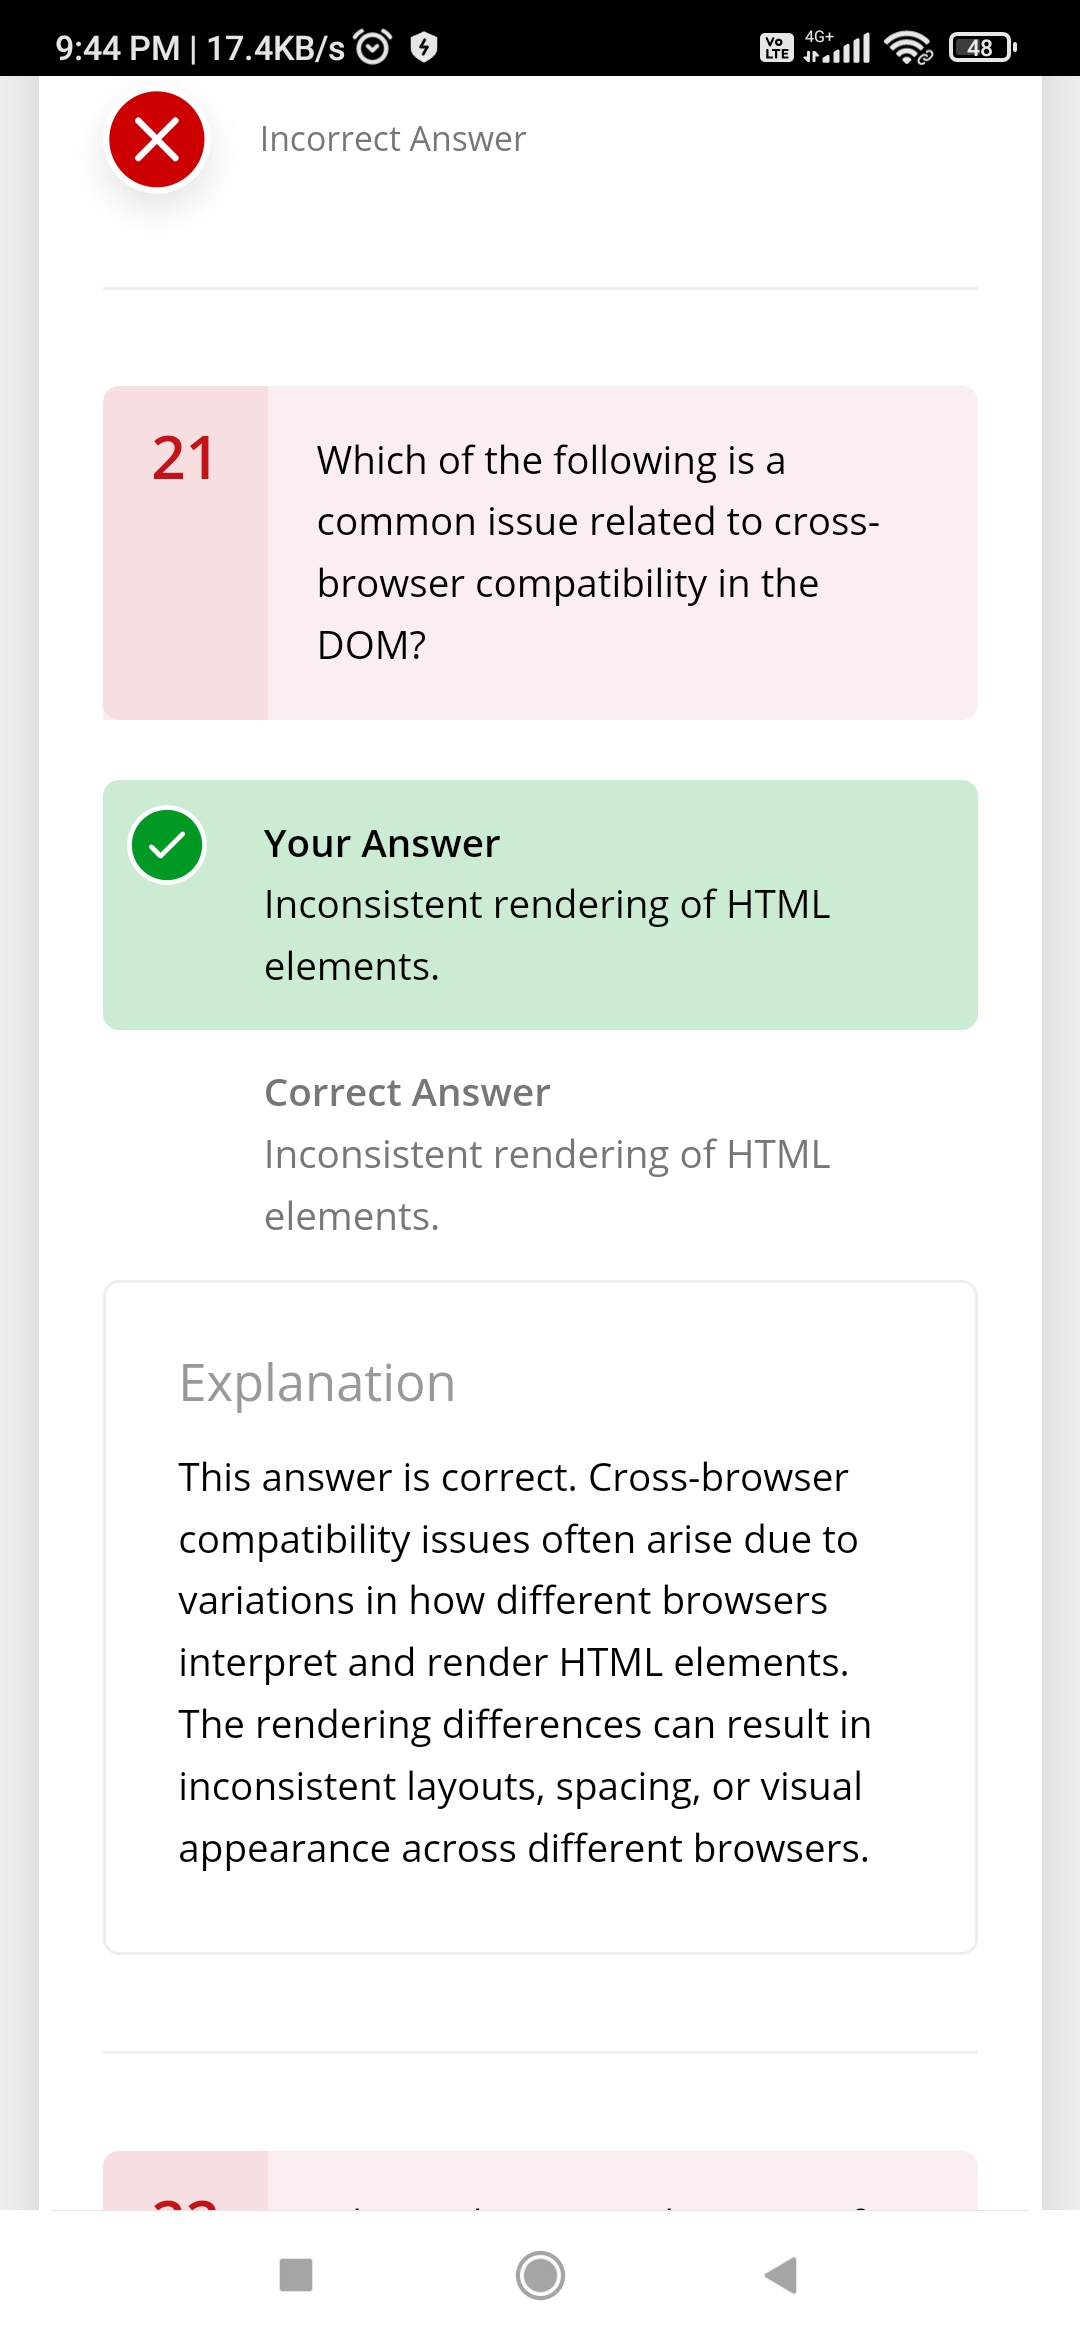 9:44 PM | 17.4KB/s
Vo LTE 4G+ 48
Incorrect Answer
21
Which of the following is a
common issue related to cross-
browser compatibility in the
DOM?
Your Answer
Inconsistent rendering of HTML
elements.
Correct Answer
Inconsistent rendering of HTML
elements.
Explanation
This answer is correct. Cross-browser
compatibility issues often arise due to
variations in how different browsers
interpret and render HTML elements.
The rendering differences can result in
inconsistent layouts, spacing, or visual
appearance across different browsers.